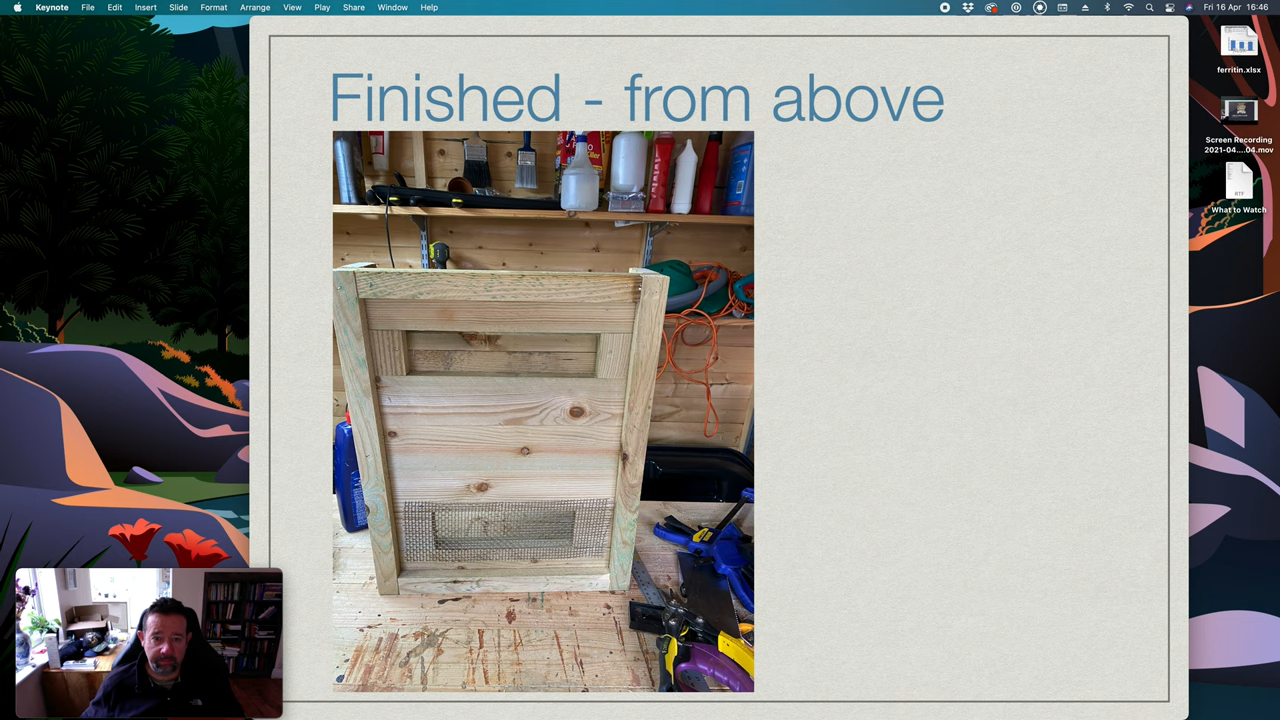 Keynote File Edit Insert Slide Format Arrange View Play Share Window Help Fri 16 Apr 16:46
Finished - from above
ferritin.xlsx
Screen Recording
2021-04....04.mov
RTF
What to Watch